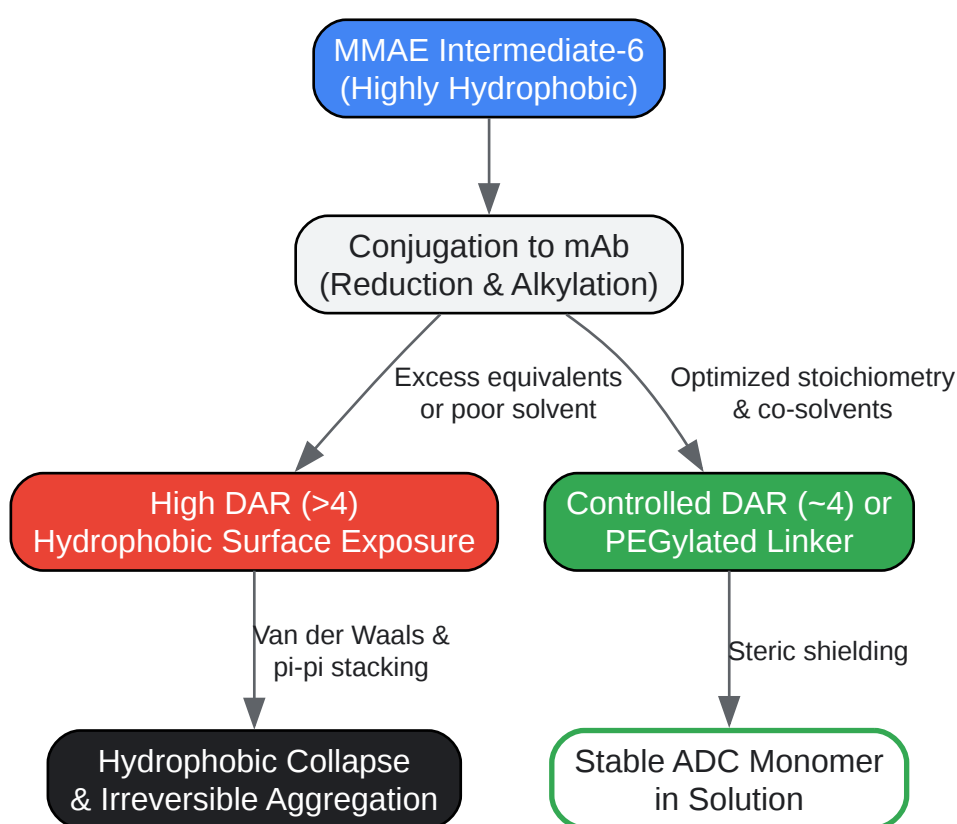 MMAE Intermediate-6
(Highly Hydrophobic)
Conjugation to mAb
(Reduction & Alkylation)
Excess equivalents
or poor solvent
Optimized stoichiometry
& co-solvents
High DAR (>4)
Hydrophobic Surface Exposure
Controlled DAR (~4) or
PEGylated Linker
Van der Waals &
pi-pi stacking
Steric shielding
Hydrophobic Collapse
& Irreversible Aggregation
Stable ADC Monomer
in Solution